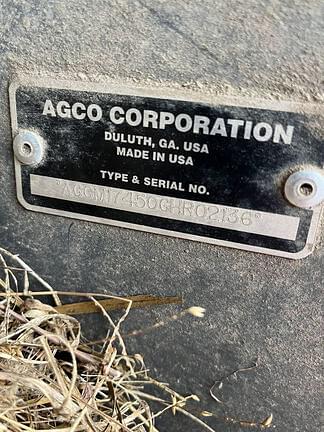 AGCO CORPORATION
DULUTH, GA. USA
MADE IN USA
TYPE & SERIAL NO.
*AGCM17450GHR02136*